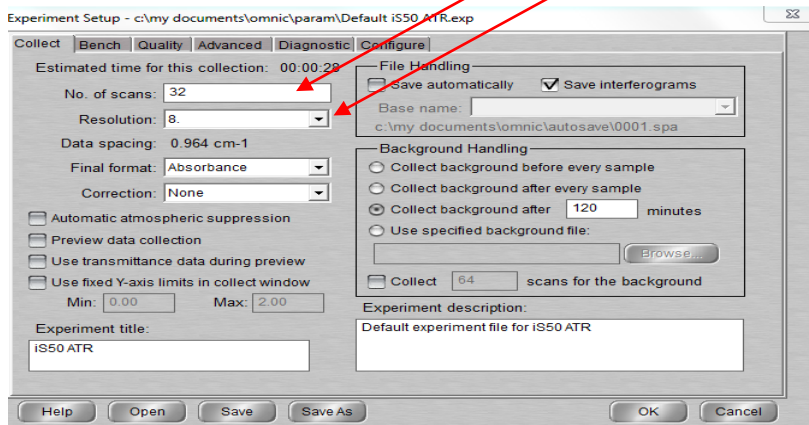 Experiment Setup - c:\my documents\omnic\param\Default iS50 ATR.exp
Collect Bench Quality Advanced Diagnostic Configure
Estimated time for this collection: 00:00:28
No. of scans: 32
Resolution: 8.
Data spacing: 0.964 cm-1
Final format: Absorbance
Correction: None
Automatic atmospheric suppression
Preview data collection
Use transmittance data during preview
Use fixed Y-axis limits in collect window
Min: 0.00 Max: 2.00
Experiment title:
iS50 ATR
File Handling
Save automatically Save interferograms
Base name:
c:\my documents\omnic\autosave\0001.spa
Background Handling
Collect background before every sample
Collect background after every sample
Collect background after 120 minutes
Use specified background file:
Browse...
Collect 64 scans for the background
Experiment description:
Default experiment file for iS50 ATR
Help Open Save Save As OK Cancel